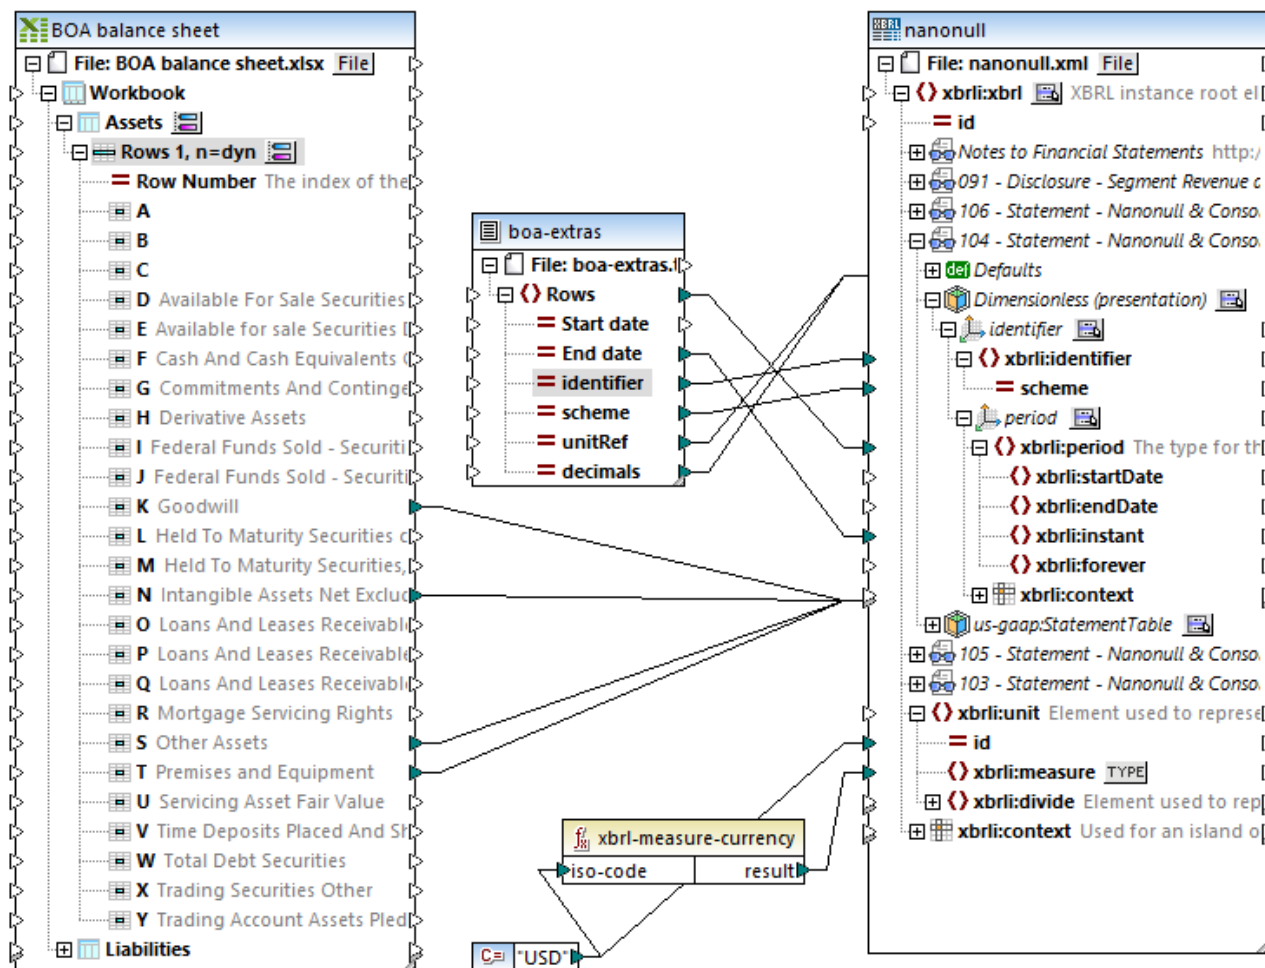 BOA balance sheet
File: BOA balance sheet.xlsx File
Workbook
Assets
Rows 1, n=dyn
Row Number The index of the
A
B
C
D Available For Sale Securities
E Available for sale Securities
F Cash And Cash Equivalents
G Commitments And Continge
H Derivative Assets
I Federal Funds Sold - Securiti
J Federal Funds Sold - Securiti
K Goodwill
L Held To Maturity Securities
M Held To Maturity Securities,
N Intangible Assets Net Exclud
O Loans And Leases Receivable
P Loans And Leases Receivable
Q Loans And Leases Receivable
R Mortgage Servicing Rights
S Other Assets
T Premises and Equipment
U Servicing Asset Fair Value
V Time Deposits Placed And Sh
W Total Debt Securities
X Trading Securities Other
Y Trading Account Assets Pled
Liabilities
boa-extras
File: boa-extras.
Rows
Start date
End date
identifier
scheme
unitRef
decimals
xbrl-measure-currency
iso-code result
C= "USD"
XBRL nanonull
File: nanonull.xml File
xbrli:xbrl XBRL instance root el
id
Notes to Financial Statements http:/
091 - Disclosure - Segment Revenue
106 - Statement - Nanonull & Conso
104 - Statement - Nanonull & Conso
def Defaults
Dimensionless (presentation)
identifier
xbrli:identifier
scheme
period
xbrli:period The type for th
xbrli:startDate
xbrli:endDate
xbrli:instant
xbrli:forever
xbrli:context
us-gaap:StatementTable
105 - Statement - Nanonull & Conso
103 - Statement - Nanonull & Conso
xbrli:unit Element used to represe
id
xbrli:measure TYPE
xbrli:divide Element used to rep
xbrli:context Used for an island o